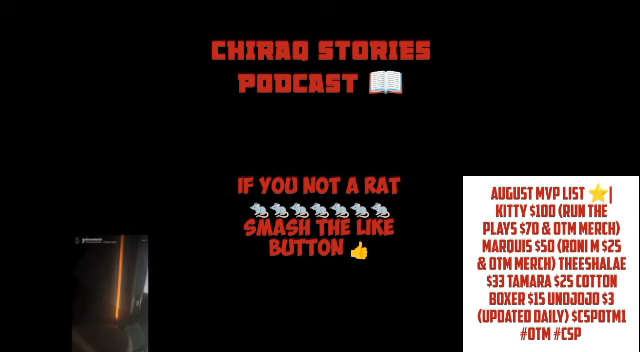 CHIRAQ STORIES
PODCAST 📖
IF YOU NOT A RAT
🐀🐀🐀🐀🐀🐀🐀
SMASH THE LIKE
BUTTON 👍
AUGUST MVP LIST ⭐|
KITTY $100 (RUN THE
PLAYS $70 & OTM MERCH)
MARQUIS $50 (RONI M $25
& OTM MERCH) THEESHALAE
$33 TAMARA $25 COTTON
BOXER $15 UNOJOJO $3
(UPDATED DAILY) $CSPOTM1
#OTM #CSP